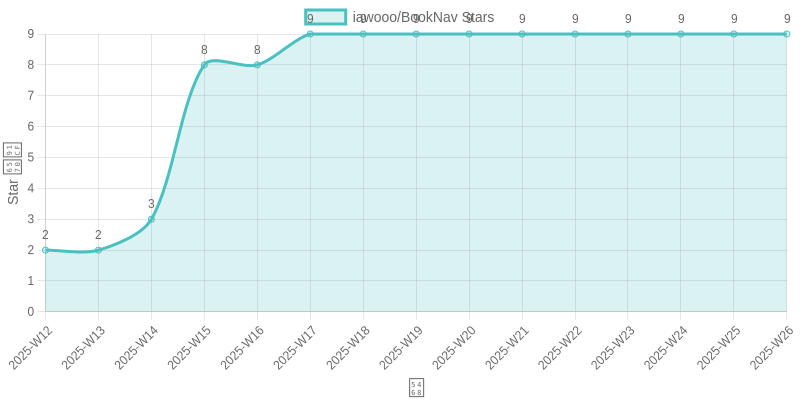 iawooo/BookNav Stars
9 9 9 9 9 9 9 9 9 9
8 8
3
2 2
9
8
7
6
5
4
3
2
1
0
Star
2025-W12
2025-W13
2025-W14
2025-W15
2025-W16
2025-W17
2025-W18
2025-W19
2025-W20
2025-W21
2025-W22
2025-W23
2025-W24
2025-W25
2025-W26